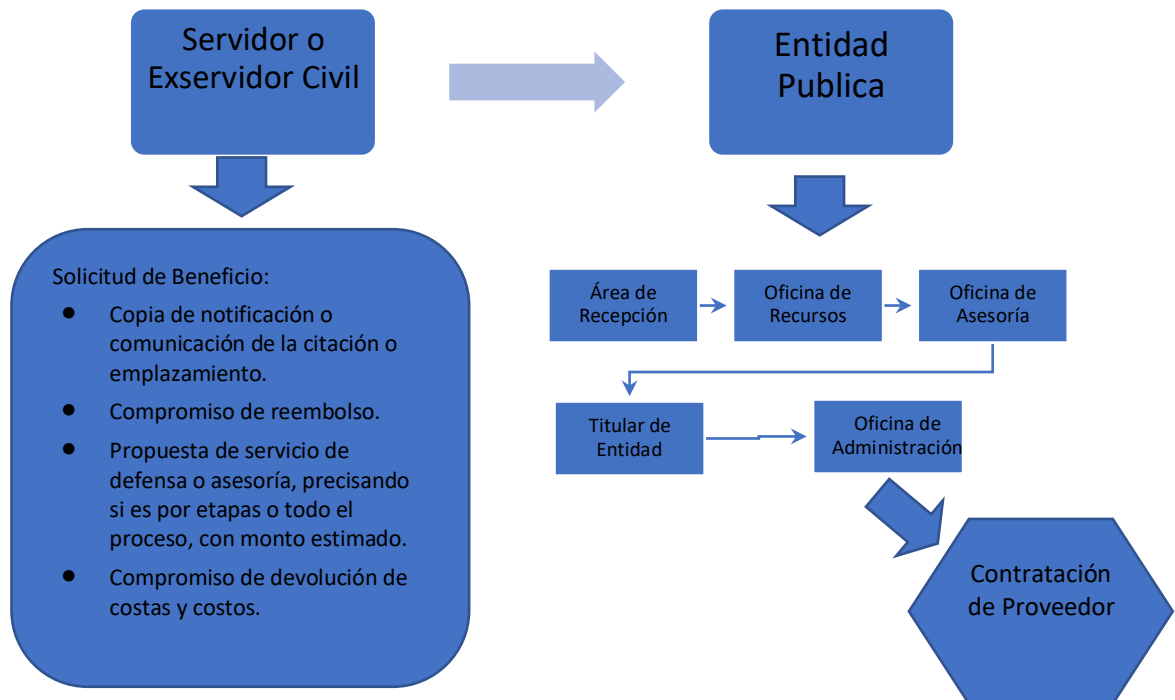 Servidor o
Exservidor Civil
Entidad
Publica
Solicitud de Beneficio:
● Copia de notificación o
comunicación de la citación o
emplazamiento.
● Compromiso de reembolso.
● Propuesta de servicio de
defensa o asesoría, precisando
si es por etapas o todo el
proceso, con monto estimado.
● Compromiso de devolución de
costas y costos.
Área de
Recepción
Oficina de
Recursos
Oficina de
Asesoría
Titular de
Entidad
Oficina de
Administración
Contratación
de Proveedor